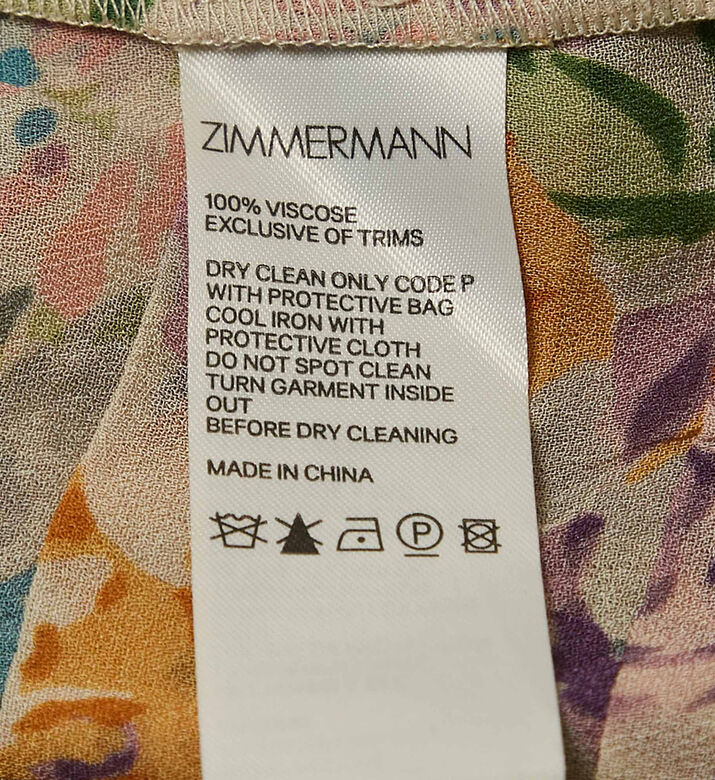 ZIMMERMANN
100% VISCOSE
EXCLUSIVE OF TRIMS
DRY CLEAN ONLY CODE P
WITH PROTECTIVE BAG
COOL IRON WITH
PROTECTIVE CLOTH
DO NOT SPOT CLEAN
TURN GARMENT INSIDE
OUT
BEFORE DRY CLEANING
MADE IN CHINA
P